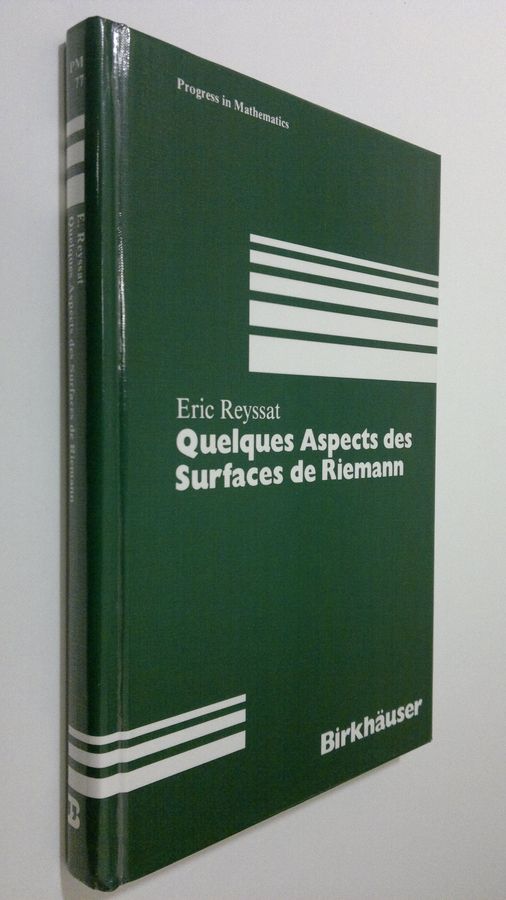 Progress in Mathematics
Eric Reyssat
Quelques Aspects des
Surfaces de Riemann
Birkhäuser
PM
77
E. Reyssat
Quelques Aspects des Surfaces de Riemann
B